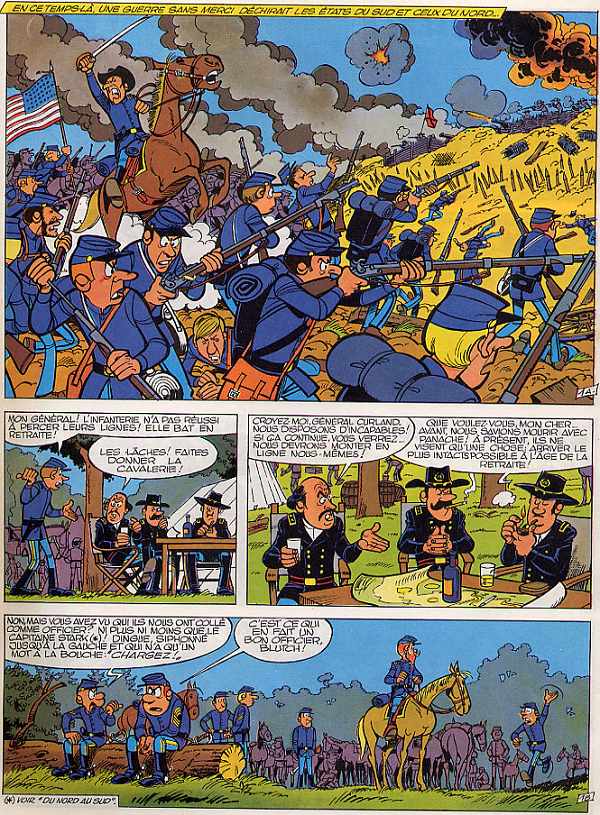 EN CE TEMPS-LÀ, UNE GUERRE SANS MERCI DÉCHIRAIT LES ÉTATS DU SUD ET CEUX DU NORD...
1A.
MON GÉNÉRAL! L'INFANTERIE N'A PAS RÉUSSI
À PERCER LEURS LIGNES! ELLE BAT EN
RETRAITE!
LES LÂCHES! FAITES
DONNER LA
CAVALERIE!
CROYEZ-MOI, GÉNÉRAL CURLAND,
NOUS DISPOSONS D'INCAPABLES!
SI ÇA CONTINUE, VOUS VERREZ...
NOUS DEVRONS MONTER EN
LIGNE NOUS-MÊMES!
QUE VOULEZ-VOUS, MON CHER...
AVANT, NOUS SAVIONS MOURIR AVEC
PANACHE! À PRÉSENT, ILS NE
VISENT QU'UNE CHOSE: ARRIVER LE
PLUS INTACTS POSSIBLE À L'ÂGE DE LA
RETRAITE!
NON, MAIS VOUS AVEZ VU QUI ILS NOUS ONT COLLÉ
COMME OFFICIER?, NI PLUS NI MOINS QUE LE
CAPITAINE STARK (*)! DINGUE, SIPHONNÉ
JUSQU'À LA GAUCHE ET QUI N'A QU'UN
MOT À LA BOUCHE: "CHARGEZ!"
C'EST CE QUI
EN FAIT UN
BON OFFICIER,
BLUTCH!
(*) VOIR "DU NORD AU SUD".
1B.